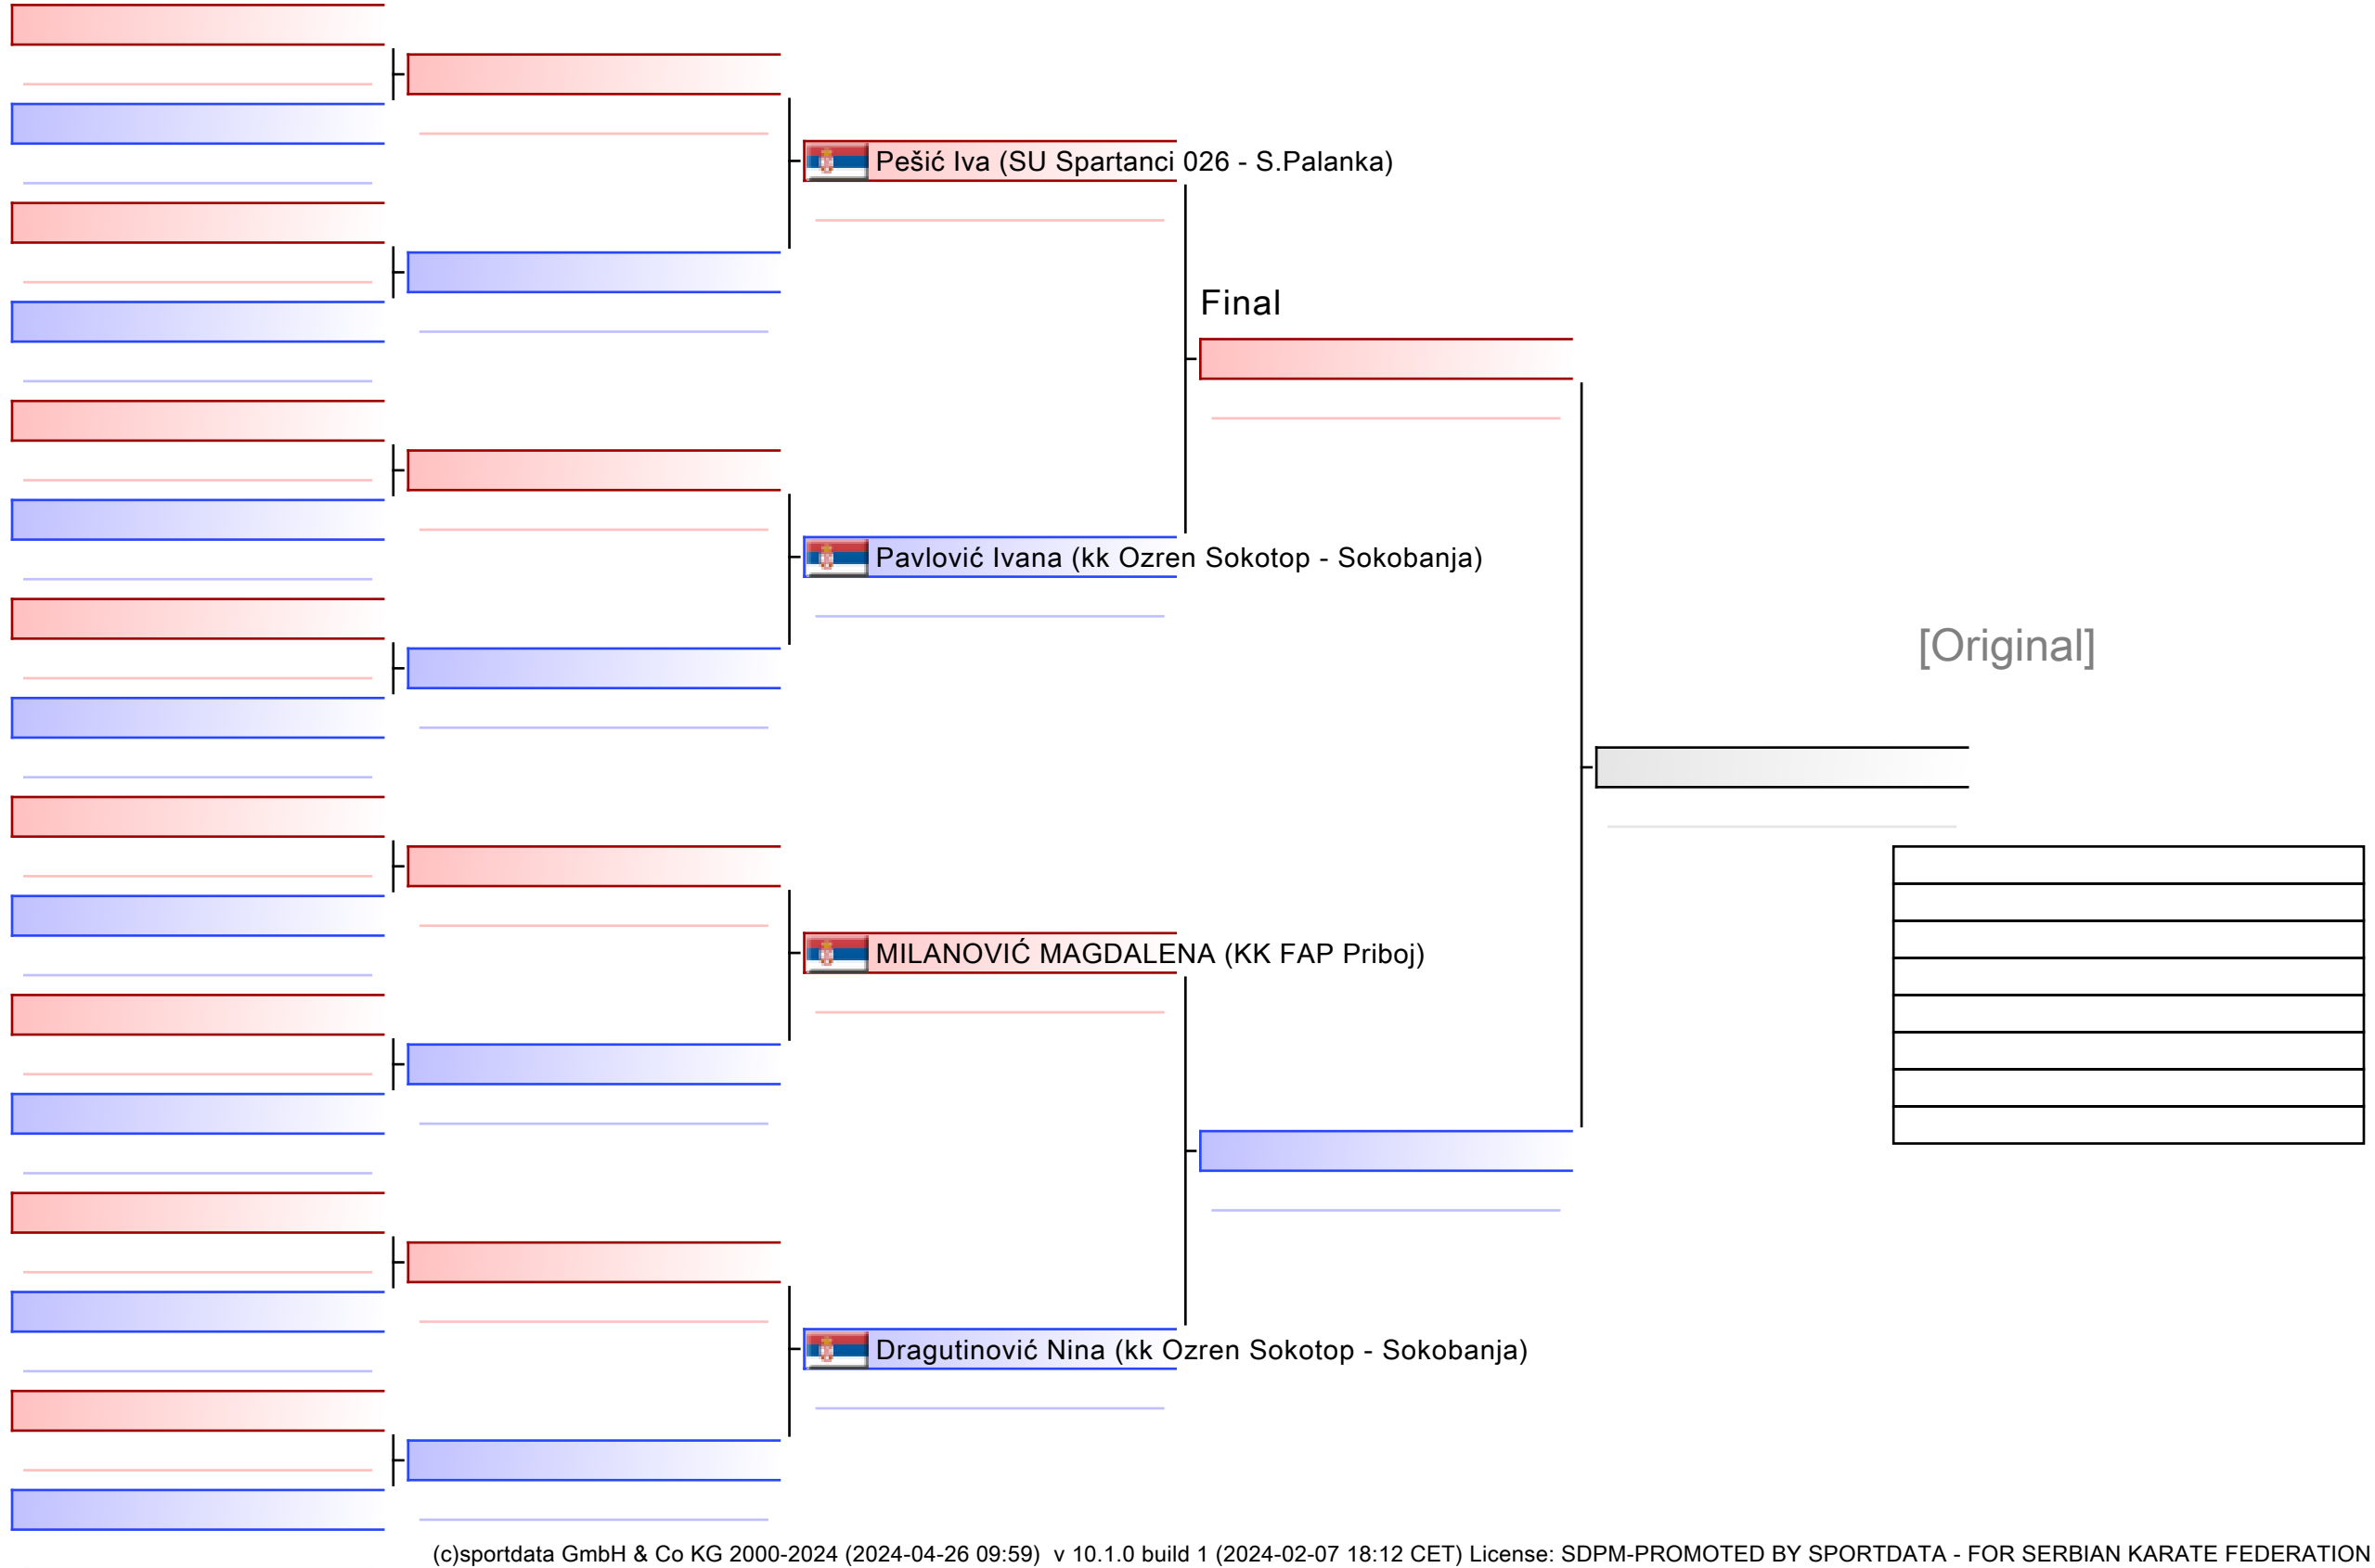 Pešić Iva (SU Spartanci 026 - S.Palanka)
Final
Pavlović Ivana (kk Ozren Sokotop - Sokobanja)
[Original]
MILANOVIĆ MAGDALENA (KK FAP Priboj)
Dragutinović Nina (kk Ozren Sokotop - Sokobanja)
(c)sportdata GmbH & Co KG 2000-2024 (2024-04-26 09:59) v 10.1.0 build 1 (2024-02-07 18:12 CET) License: SDPM-PROMOTED BY SPORTDATA - FOR SERBIAN KARATE FEDERATION